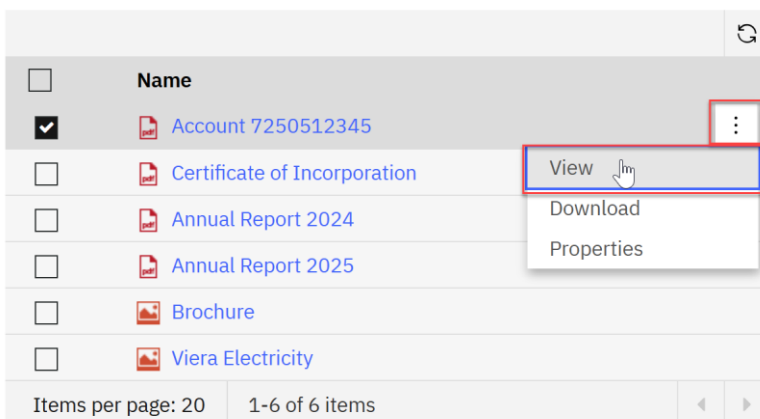 Name
Account 7250512345
Certificate of Incorporation
View
Annual Report 2024
Download
Annual Report 2025
Properties
Brochure
Viera Electricity
Items per page: 20 1-6 of 6 items